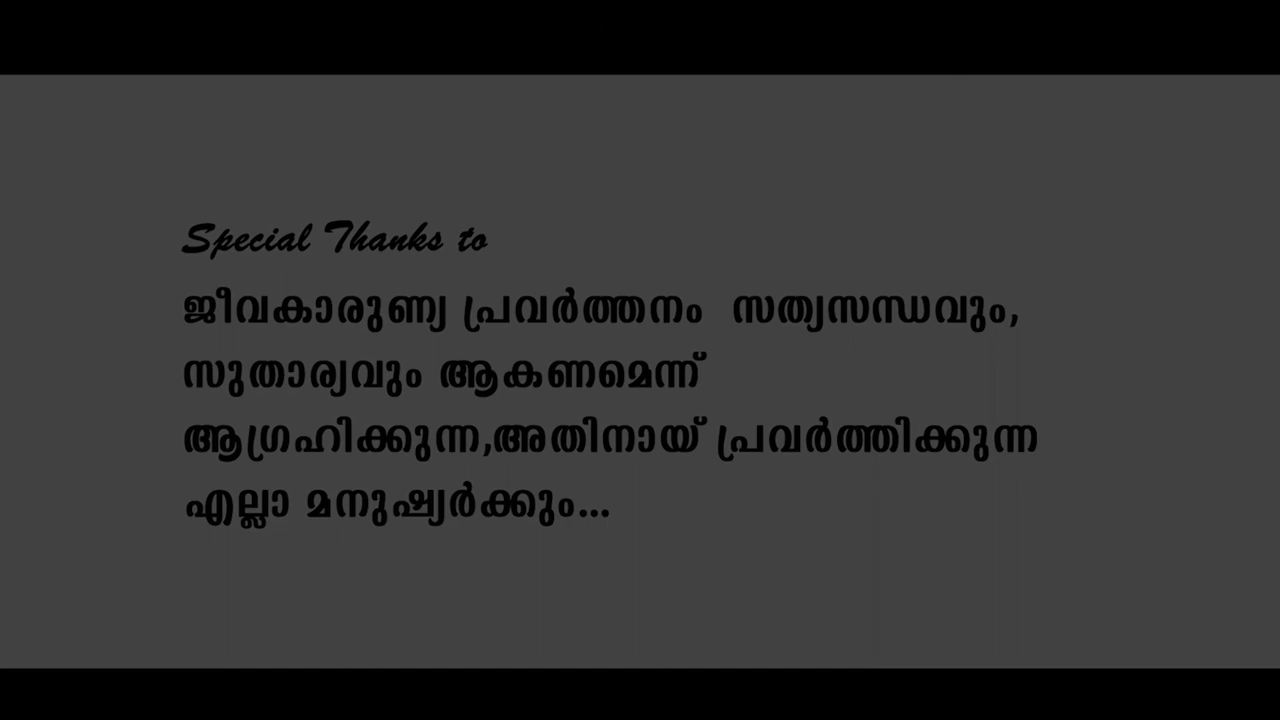 Special Thanks to
ജീവകാരുണ്യ പ്രവർത്തനം സത്യസന്ധവും,
സുതാര്യവും ആകണമെന്ന്
ആഗ്രഹിക്കുന്ന,അതിനായ് പ്രവർത്തിക്കുന്ന
എല്ലാ മനുഷ്യർക്കും...